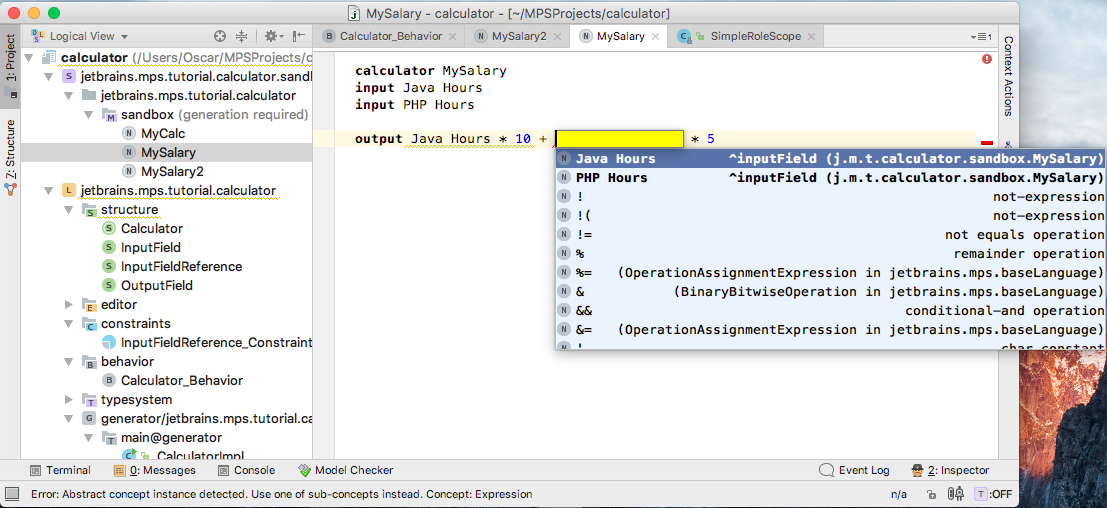 MySalary - calculator - [~/MPSProjects/calculator]
1: Project
Z: Structure
Logical View
Calculator_Behavior
MySalary2
MySalary
SimpleRoleScope
1
calculator (/Users/Oscar/MPSProjects/c
jetbrains.mps.tutorial.calculator.sand
jetbrains.mps.tutorial.calculator
sandbox (generation required)
MyCalc
MySalary
MySalary2
jetbrains.mps.tutorial.calculator
structure
Calculator
InputField
InputFieldReference
OutputField
editor
constraints
InputFieldReference_Constraint
behavior
Calculator_Behavior
typesystem
generator/jetbrains.mps.tutorial.ca
main@generator
CalculatorImpl
calculator MySalary
input Java Hours
input PHP Hours
output Java Hours * 10 + * 5
Java Hours ^inputField (j.m.t.calculator.sandbox.MySalary)
PHP Hours ^inputField (j.m.t.calculator.sandbox.MySalary)
! not-expression
!( not-expression
!= not equals operation
% remainder operation
%= (OperationAssignmentExpression in jetbrains.mps.baseLanguage)
& (BinaryBitwiseOperation in jetbrains.mps.baseLanguage)
&& conditional-and operation
&= (OperationAssignmentExpression in jetbrains.mps.baseLanguage)
char constant
Context Actions
Terminal
0: Messages
Console
Model Checker
Event Log
2: Inspector
Error: Abstract concept instance detected. Use one of sub-concepts instead. Concept: Expression
n/a
T :OFF